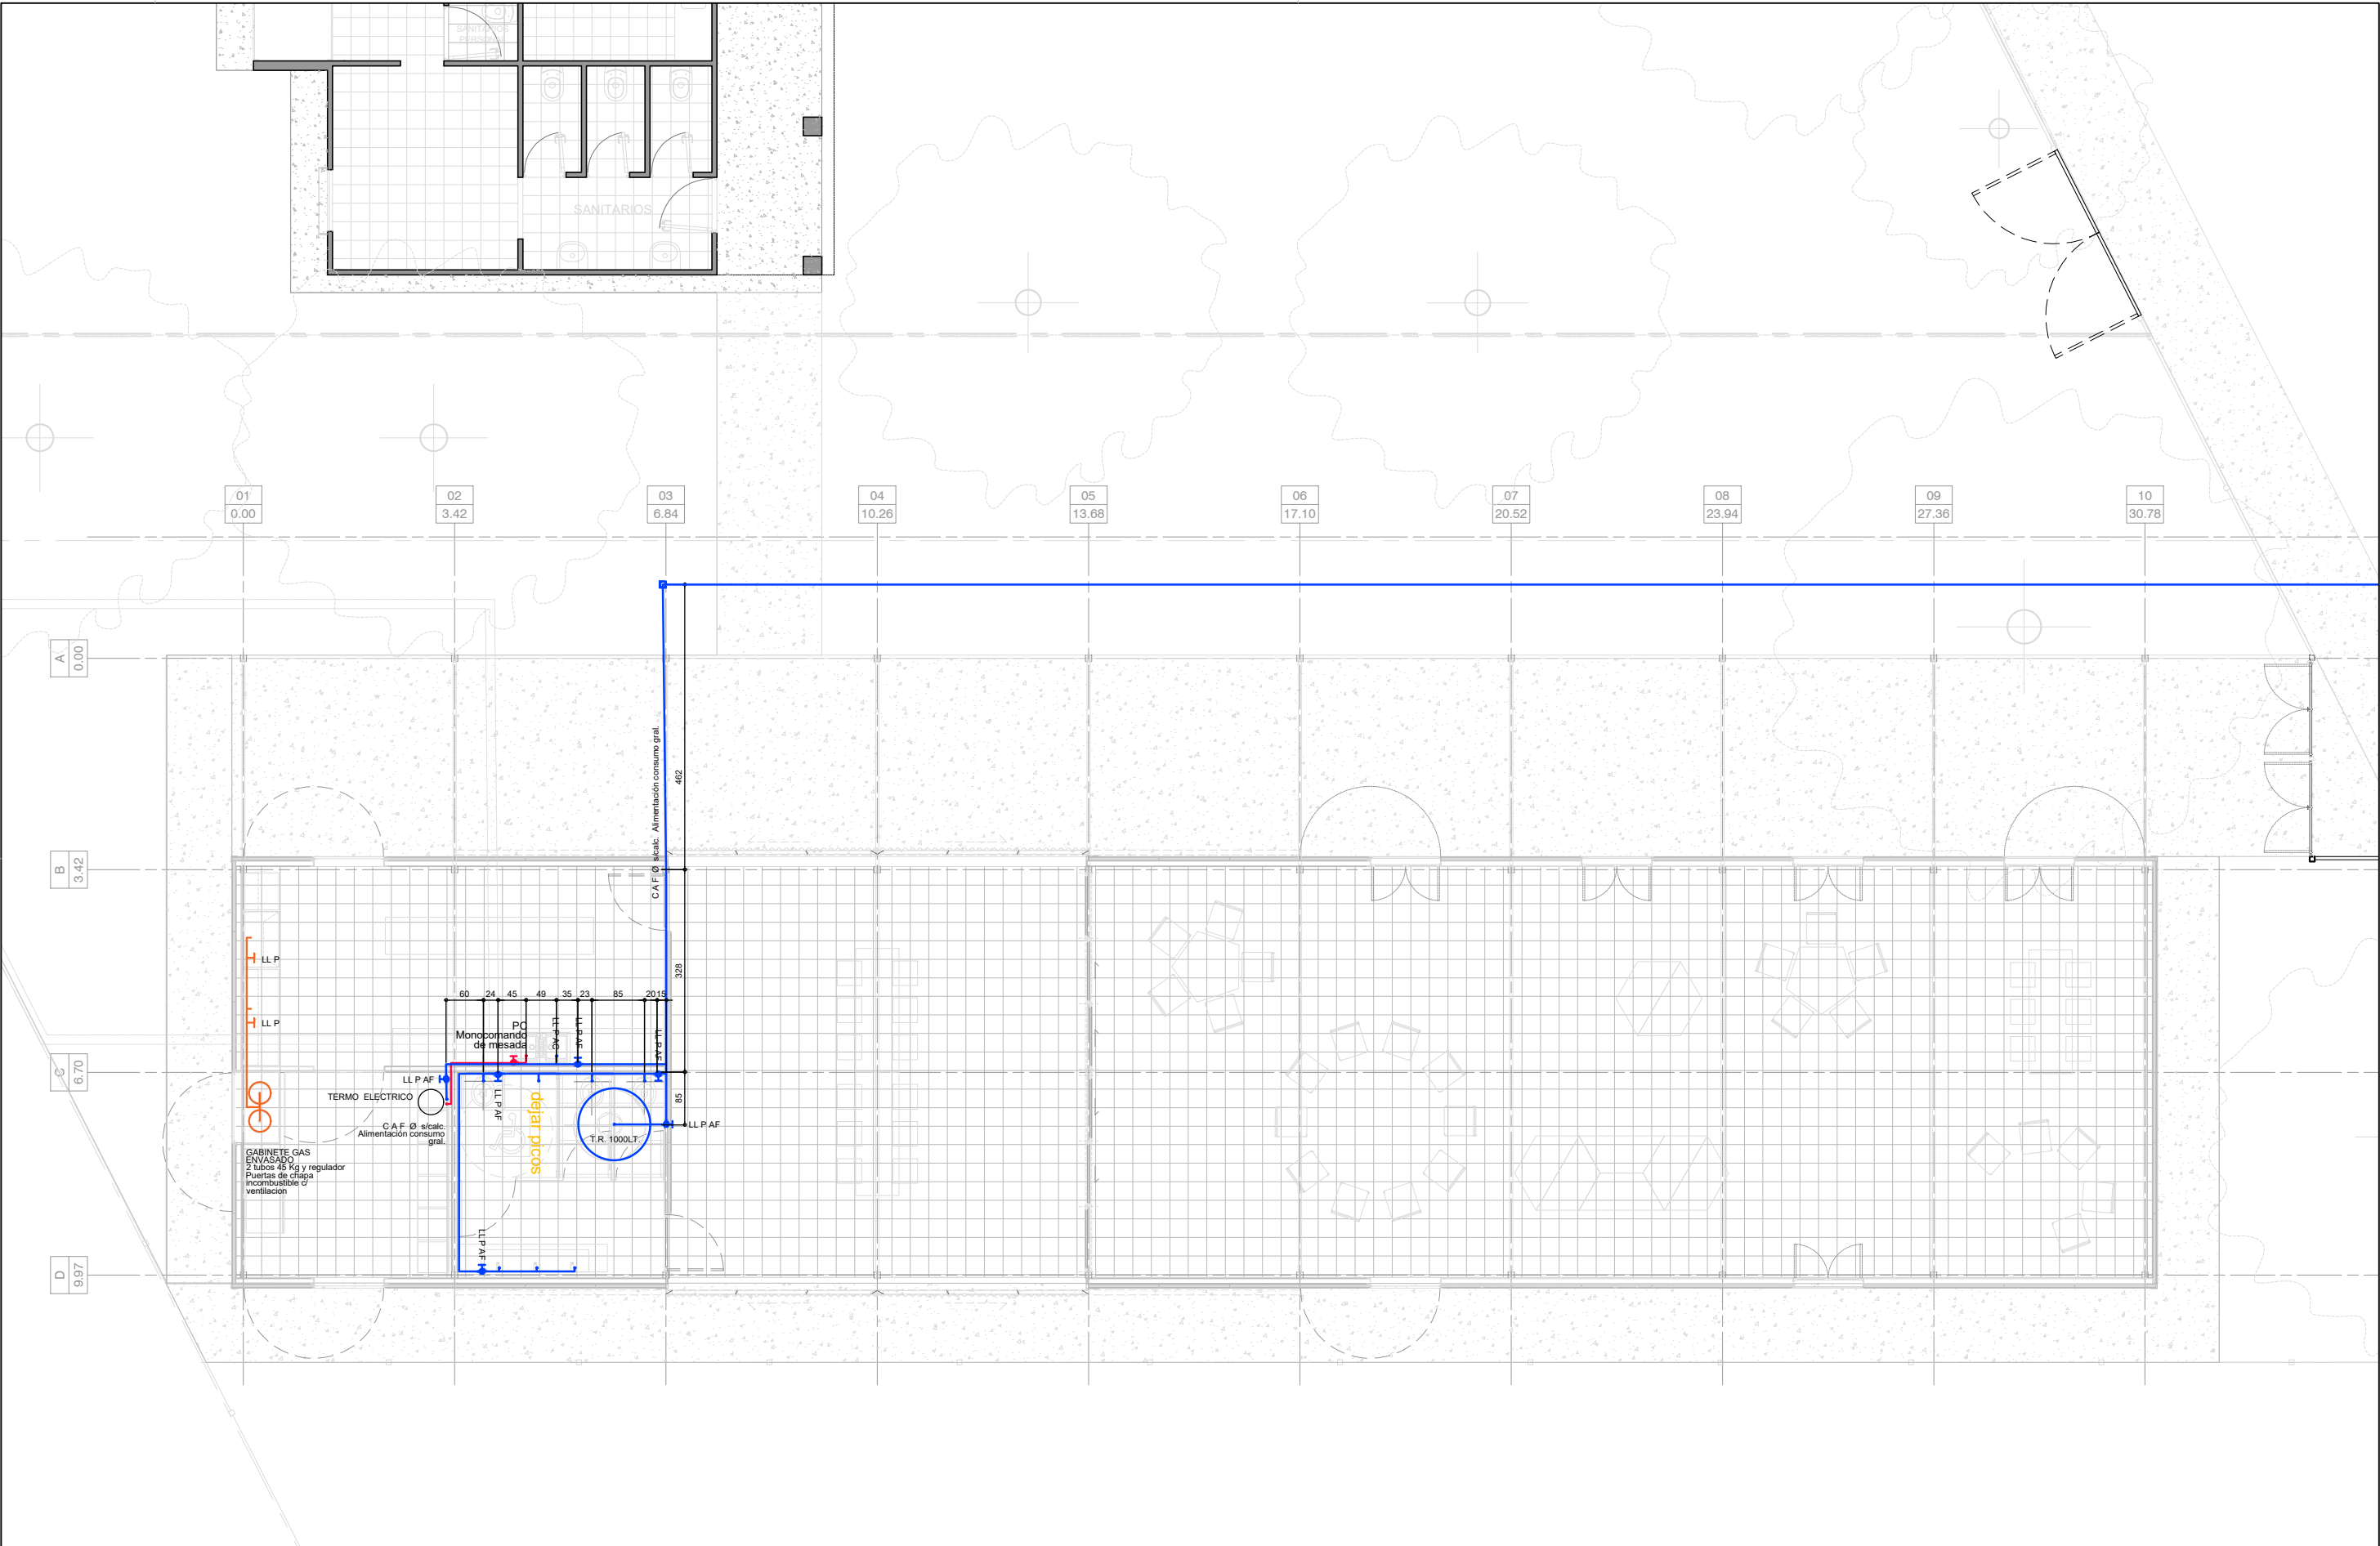 SANITARIOS
PERSONAL
SANITARIOS
01
0.00
02
3.42
03
6.84
04
10.26
05
13.68
06
17.10
07
20.52
08
23.94
09
27.36
10
30.78
A
0.00
B
3.42
C
6.70
D
9.97
C A F Ø s/calc. Alimentación consumo gral.
462
328
85
LL P
LL P
60
24
45
49
35
23
85
20
15
PC
Monocomando
de mesada
LL P AC
LL P AF
LL P AF
LL P AF
TERMO ELECTRICO
C A F Ø s/calc.
Alimentación consumo
gral.
LL P AF
dejar picos
T.R. 1000LT.
LL P AF
GABINETE GAS
ENVASADO
2 tubos 45 Kg y regulador
Puertas de chapa
incombustible c/
ventilacion
LL P AF